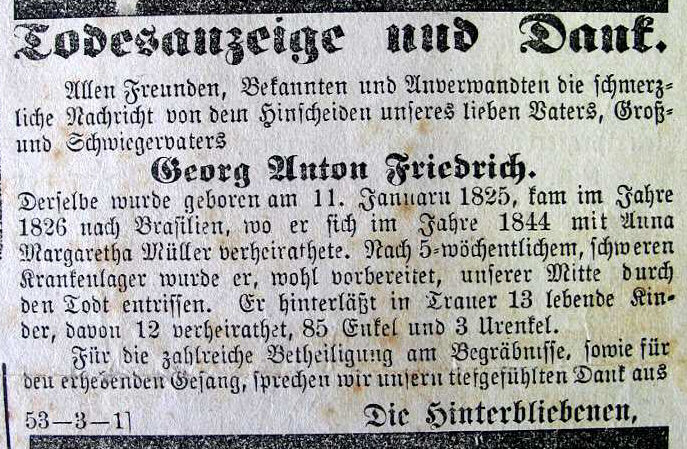 Todesanzeige und Dank.
Allen Freunden, Bekannten und Anverwandten die schmerz-
liche Nachricht von dem Hinscheiden unseres lieben Vaters, Groß-
und Schwiegervaters
Georg Anton Friedrich.
Derselbe wurde geboren am 11. Januaru 1825, kam im Jahre
1826 nach Brasilien, wo er sich im Jahre 1844 mit Anna
Margaretha Müller verheirathete. Nach 5-wöchentlichem, schweren
Krankenlager wurde er, wohl vorbereitet, unserer Mitte durch
den Todt entrissen. Er hinterläßt in Trauer 13 lebende Kin-
der, davon 12 verheirathet, 85 Enkel und 3 Urenkel.
Für die zahlreiche Betheiligung am Begräbnisse, sowie für
den erhebenden Gesang, sprechen wir unsern tiefgefühlten Dank aus
53—3—1]
Die Hinterbliebenen,